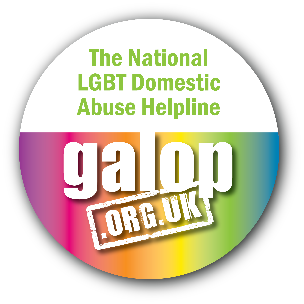 The National
LGBT Domestic
Abuse Helpline
galop
.ORG.UK